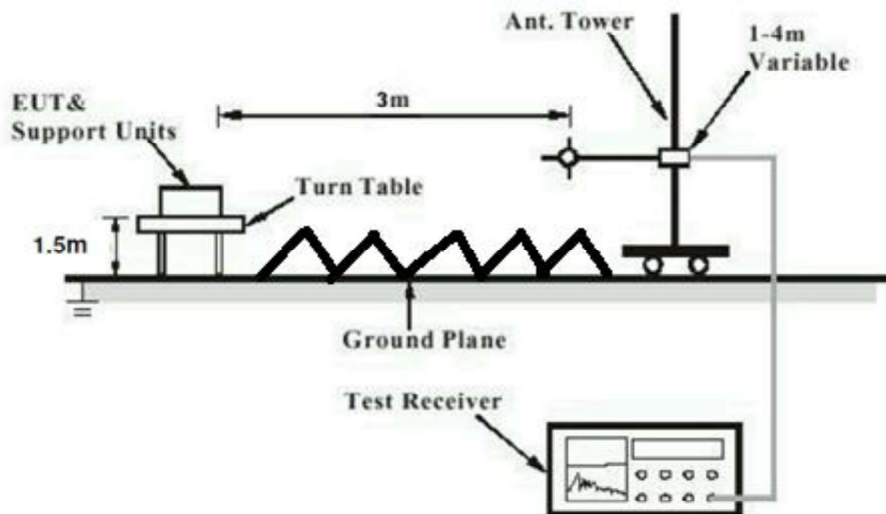 Ant. Tower
1-4m
Variable
EUT&
Support Units
3m
Turn Table
1.5m
Ground Plane
Test Receiver